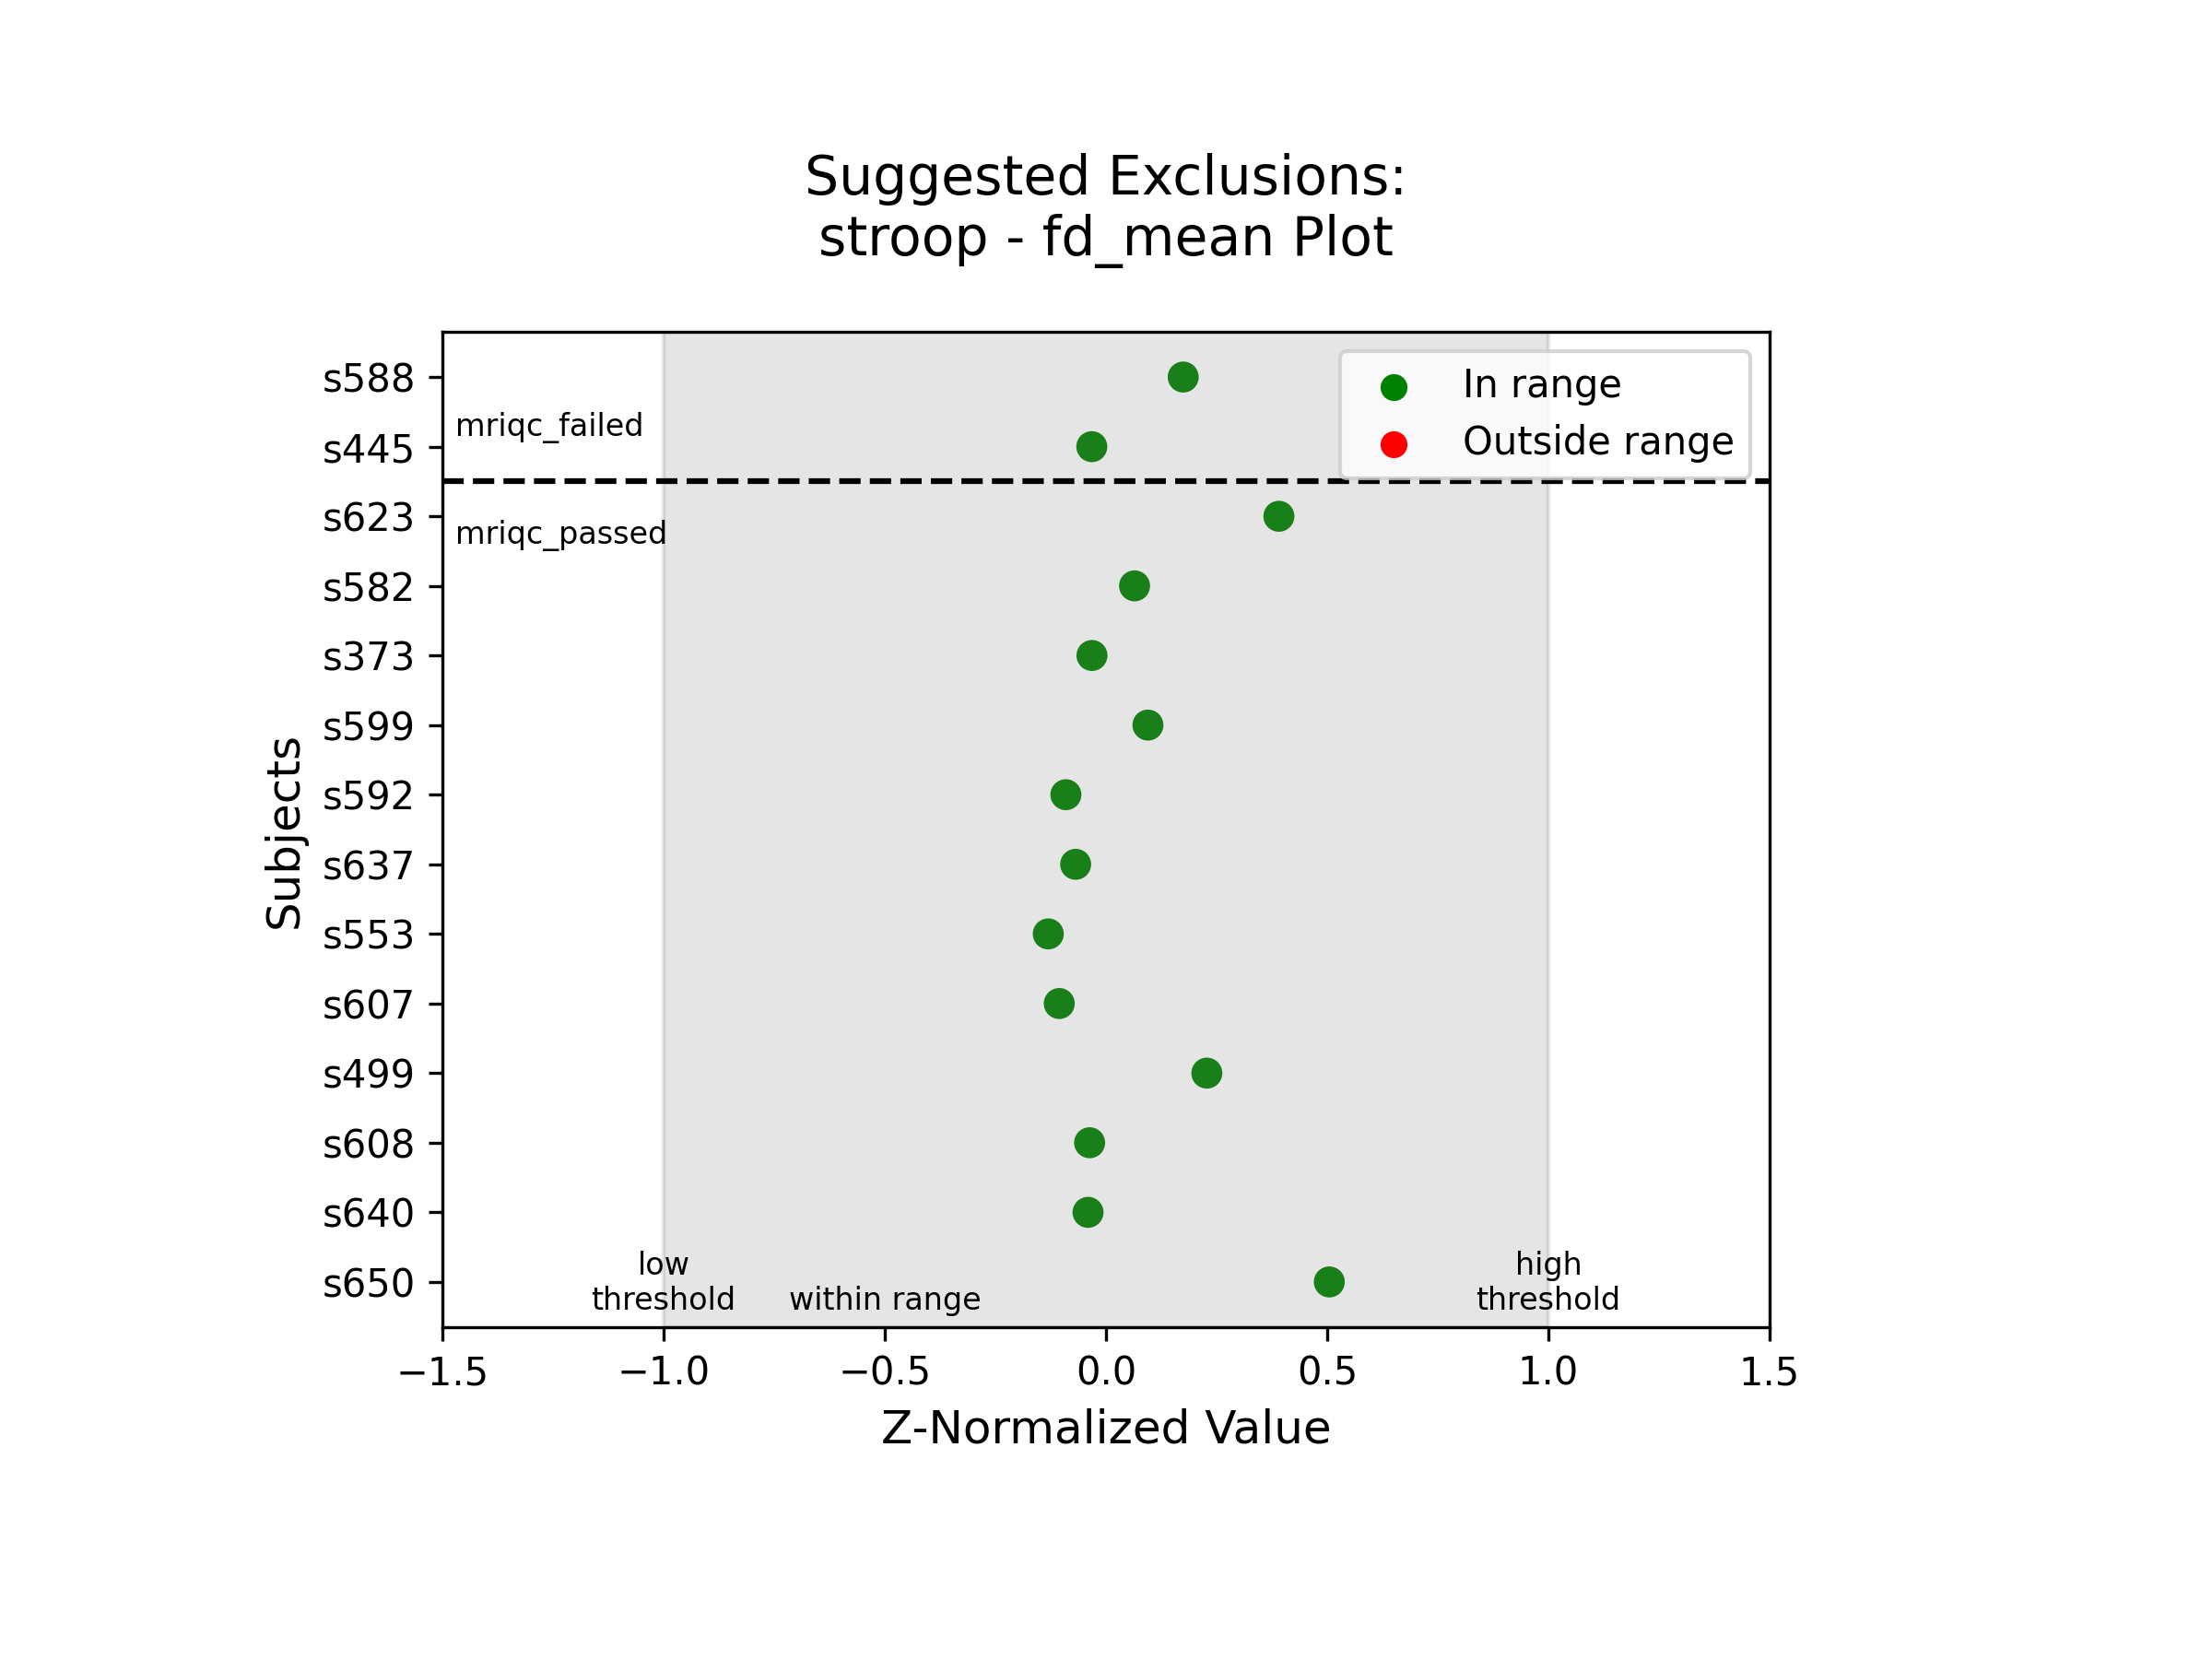 Suggested Exclusions:
stroop - fd_mean Plot
In range
Outside range
mriqc_failed
mriqc_passed
Subjects
s588
s445
s623
s582
s373
s599
s592
s637
s553
s607
s499
s608
s640
s650
low
threshold
within range
high
threshold
−1.5
−1.0
−0.5
0.0
0.5
1.0
1.5
Z-Normalized Value